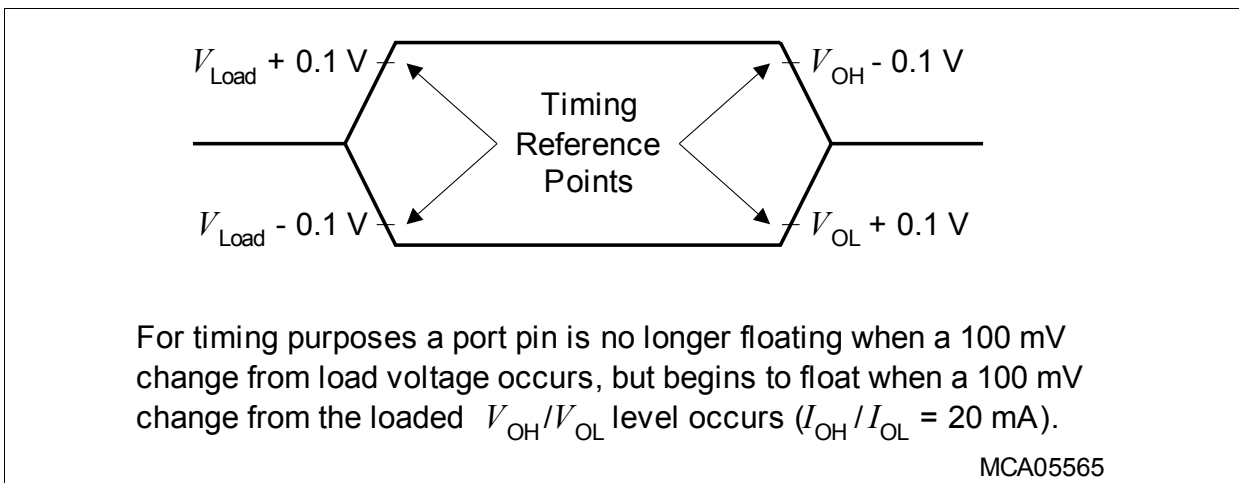 VLoad + 0.1 V
VOH - 0.1 V
Timing
Reference
Points
VLoad - 0.1 V
VOL + 0.1 V
For timing purposes a port pin is no longer floating when a 100 mV
change from load voltage occurs, but begins to float when a 100 mV
change from the loaded VOH/VOL level occurs (IOH/IOL = 20 mA).
MCA05565